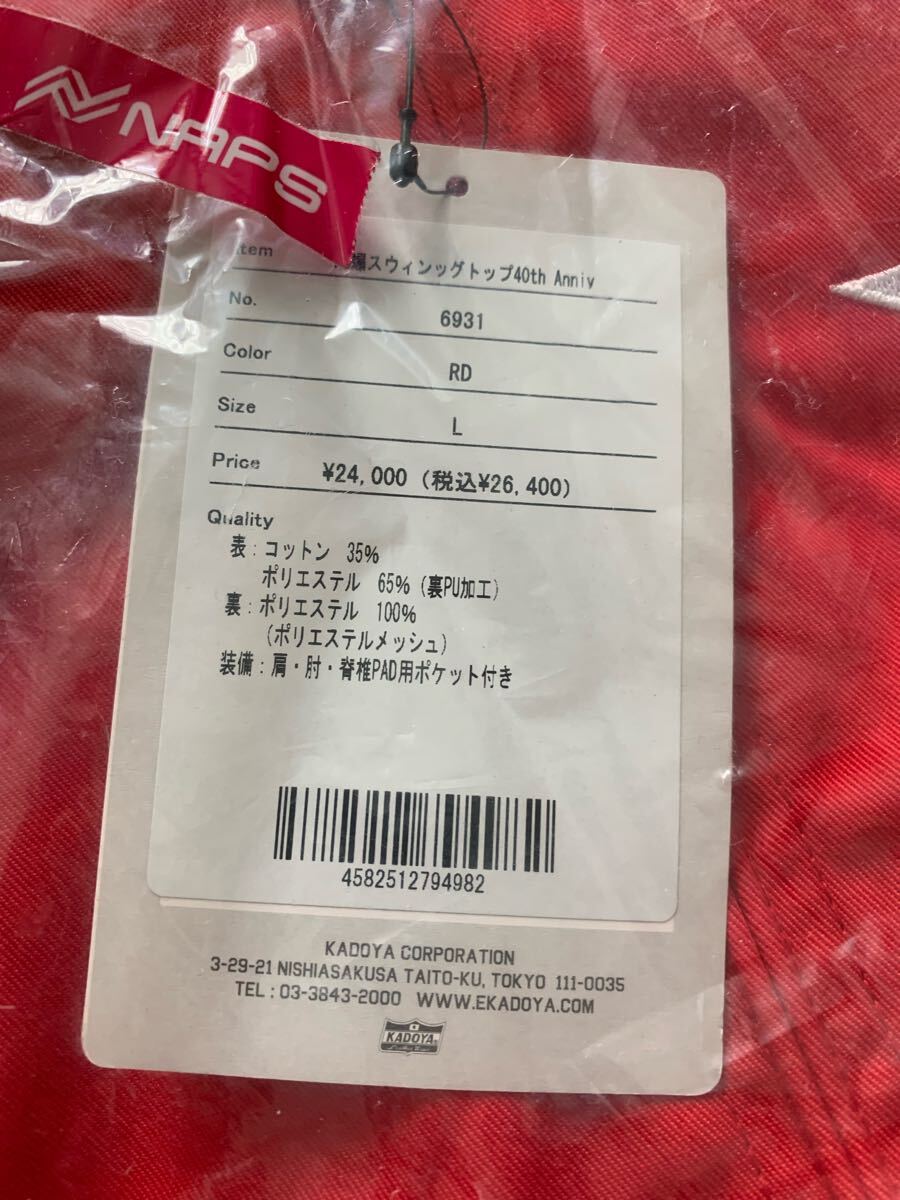 NAPS
Item スウィンッグトップ40th Anniv
No. 6931
Color RD
Size L
Price ¥24,000 (税込¥26,400)
Quality
表:コットン 35%
ポリエステル 65% (裏PU加工)
裏:ポリエステル 100%
(ポリエステルメッシュ)
装備:肩・肘・脊椎PAD用ポケット付き
4582512794982
KADOYA CORPORATION
3-29-21 NISHIASAKUSA TAITO-KU, TOKYO 111-0035
TEL : 03-3843-2000 WWW.EKADOYA.COM
KADOYA